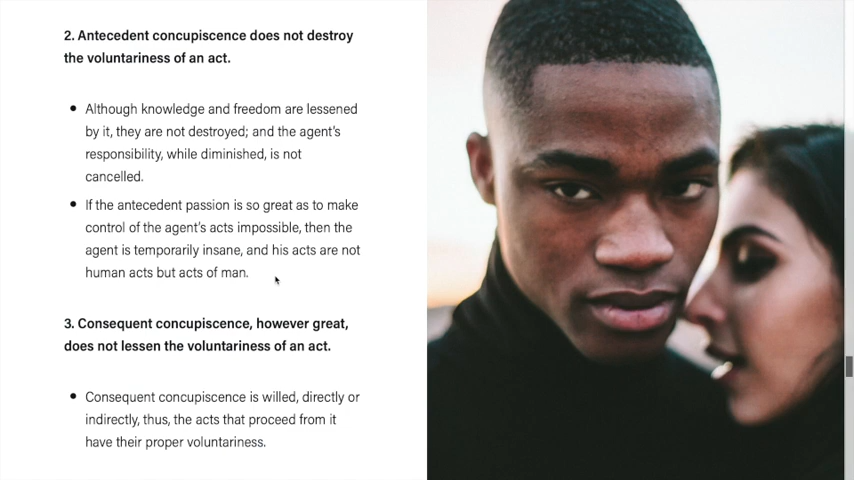 2. Antecedent concupiscence does not destroy
the voluntariness of an act.
• Although knowledge and freedom are lessened
by it, they are not destroyed; and the agent's
responsibility, while diminished, is not
cancelled.
• If the antecedent passion is so great as to make
control of the agent's acts impossible, then the
agent is temporarily insane, and his acts are not
human acts but acts of man.
3. Consequent concupiscence, however great,
does not lessen the voluntariness of an act.
• Consequent concupiscence is willed, directly or
indirectly, thus, the acts that proceed from it
have their proper voluntariness.